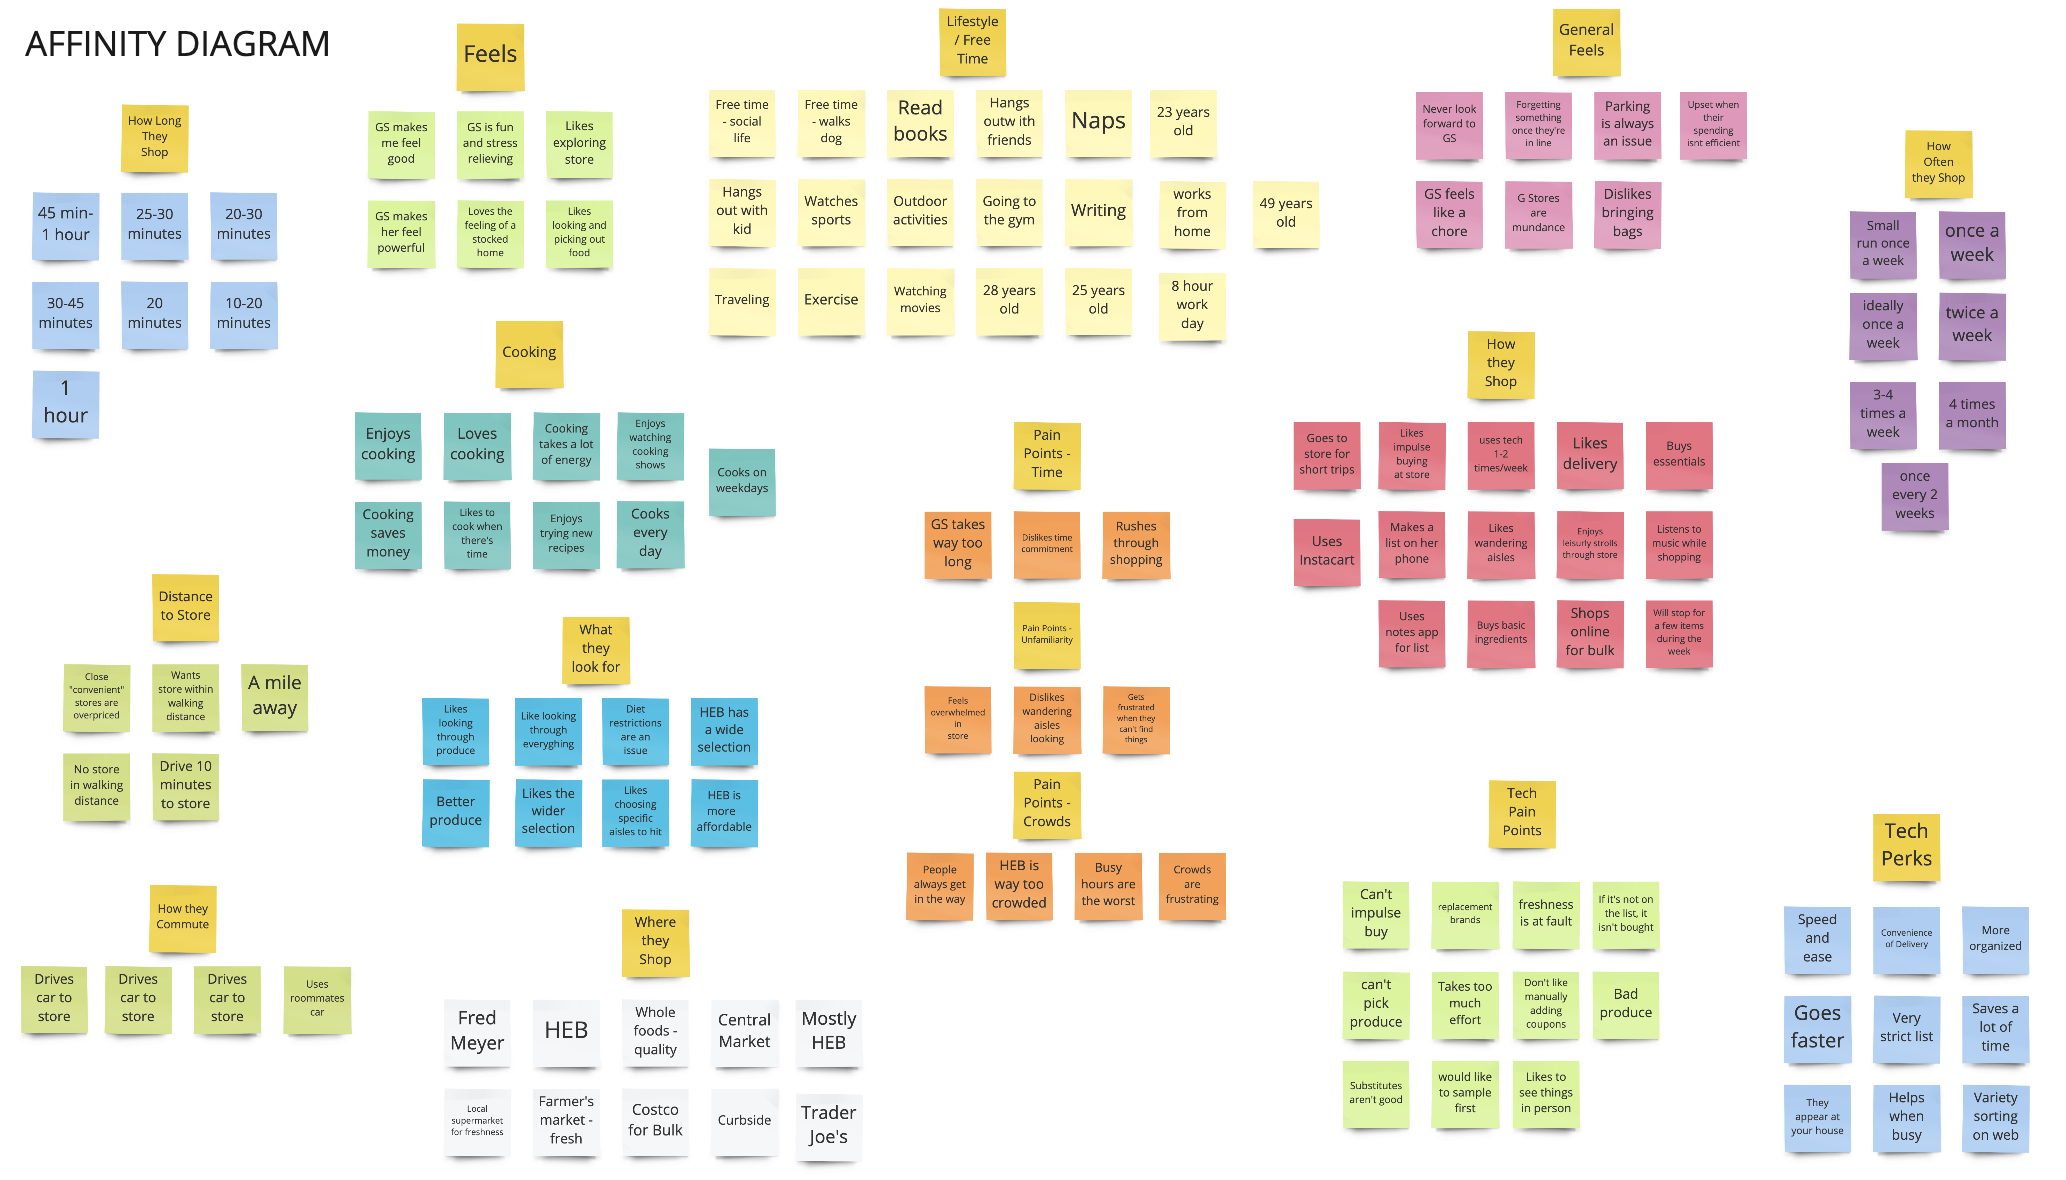 AFFINITY DIAGRAM
How Long
They
Shop
45 min-
1 hour
25-30
minutes
20-30
minutes
30-45
minutes
20
minutes
10-20
minutes
1
hour
Feels
GS makes
me feel
good
GS is fun
and stress
relieving
Likes
exploring
store
GS makes
her feel
powerful
Loves the
feeling of a
stocked
home
Likes
looking and
picking out
food
Lifestyle
/ Free
Time
Free time
- social
life
Free time
- walks
dog
Read
books
Hangs
outw ith
friends
Naps
23 years
old
Hangs
out with
kid
Watches
sports
Outdoor
activities
Going to
the gym
Writing
works
from
home
49 years
old
Traveling
Exercise
Watching
movies
28 years
old
25 years
old
8 hour
work
day
General
Feels
Never look
forward to
GS
Forgetting
something
once they're
in line
Parking
is always
an issue
Upset when
their
spending
isnt efficient
GS feels
like a
chore
G Stores
are
mundance
Dislikes
bringing
bags
How
Often
they Shop
Small
run once
a week
once a
week
ideally
once a
week
twice a
week
3-4
times a
week
4 times
a month
once
every 2
weeks
Cooking
Enjoys
cooking
Loves
cooking
Cooking
takes a lot
of energy
Enjoys
watching
cooking
shows
Cooks on
weekdays
Cooking
saves
money
Likes to
cook when
there's
time
Enjoys
trying new
recipes
Cooks
every
day
How
they
Shop
Goes to
store for
short trips
Likes
impulse
buying
at store
uses tech
1-2
times/week
Likes
delivery
Buys
essentials
Uses
Instacart
Makes a
list on her
phone
Likes
wandering
aisles
Enjoys
leisurly strolls
through store
Listens to
music while
shopping
Uses
notes app
for list
Buys basic
ingredients
Shops
online
for bulk
Will stop for
a few items
during the
week
Pain
Points -
Time
GS takes
way too
long
Dislikes time
commitment
Rushes
through
shopping
Pain Points -
Unfamiliarity
Feels
overwhelmed
in
store
Dislikes
wandering
aisles
looking
Gets
frustrated
when they
can't find
things
Pain
Points -
Crowds
People
always get
in the way
HEB is
way too
crowded
Busy
hours are
the worst
Crowds
are
frustrating
Distance
to Store
Close
"convenient"
stores are
overpriced
Wants
store within
walking
distance
A mile
away
No store
in walking
distance
Drive 10
minutes
to store
What
they
look for
Likes
looking
through
produce
Like looking
through
everyghing
Diet
restrictions
are an
issue
HEB has
a wide
selection
Better
produce
Likes the
wider
selection
Likes
choosing
specific
aisles to hit
HEB is
more
affordable
How they
Commute
Drives
car to
store
Drives
car to
store
Drives
car to
store
Uses
roommates
car
Where
they
Shop
Fred
Meyer
HEB
Whole
foods -
quality
Central
Market
Mostly
HEB
Local
supermarket
for freshness
Farmer's
market -
fresh
Costco
for Bulk
Curbside
Trader
Joe's
Tech
Pain
Points
Can't
impulse
buy
replacement
brands
freshness
is at fault
If it's not on
the list, it
isn't bought
can't
pick
produce
Takes too
much
effort
Don't like
manually
adding
coupons
Bad
produce
Substitutes
aren't good
would like
to sample
first
Likes to
see things
in person
Tech
Perks
Speed
and
ease
Convenience
of Delivery
More
organized
Goes
faster
Very
strict list
Saves a
lot of
time
They
appear at
your house
Helps
when
busy
Variety
sorting
on web